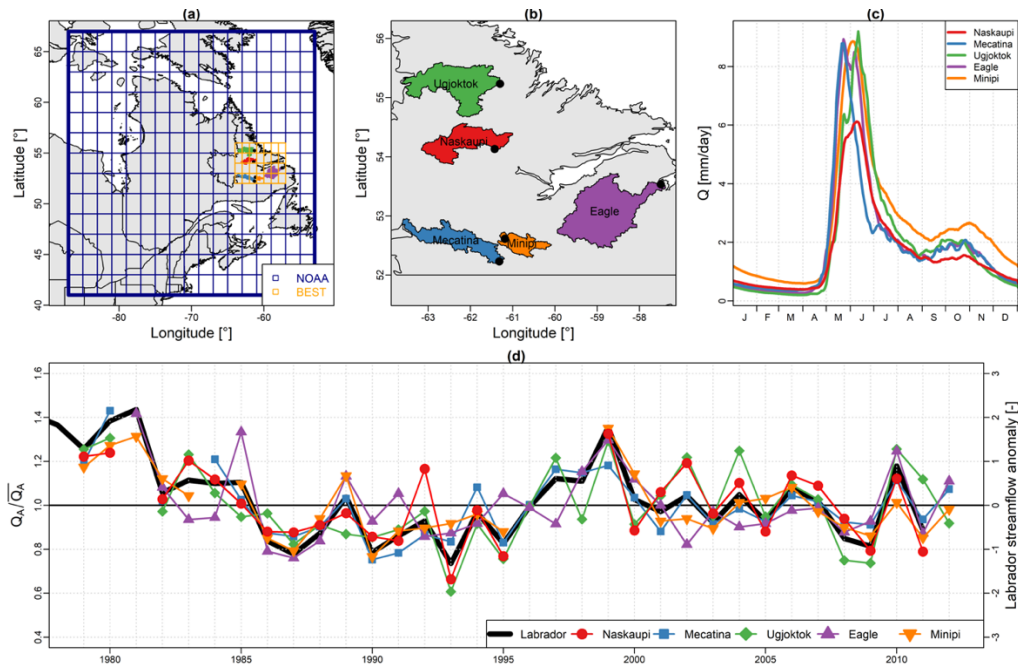 (a)
Latitude [°]
65
60
55
50
45
40
-80
-70
-60
Longitude [°]
NOAA
BEST
(b)
Latitude [°]
56
55
54
53
52
-63
-62
-61
-60
-59
-58
Longitude [°]
Ugjoktok
Naskaupi
Eagle
Mecatina
Minipi
(c)
Q [mm/day]
8
6
4
2
0
J F M A M J J A S O N D
Naskaupi
Mecatina
Ugjoktok
Eagle
Minipi
(d)
Q_A/Q_A
1.6
1.4
1.2
1.0
0.8
0.6
0.4
Labrador streamflow anomaly [-]
3
2
1
0
-1
-2
-3
Labrador Naskaupi Mecatina Ugjoktok Eagle Minipi
1980 1985 1990 1995 2000 2005 2010